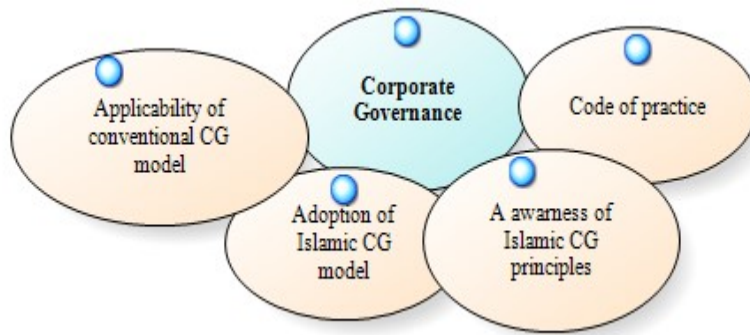 Corporate
Governance
Applicability of
conventional CG
model
Code of practice
Adoption of
Islamic CG
model
A awarness of
Islamic CG
principles